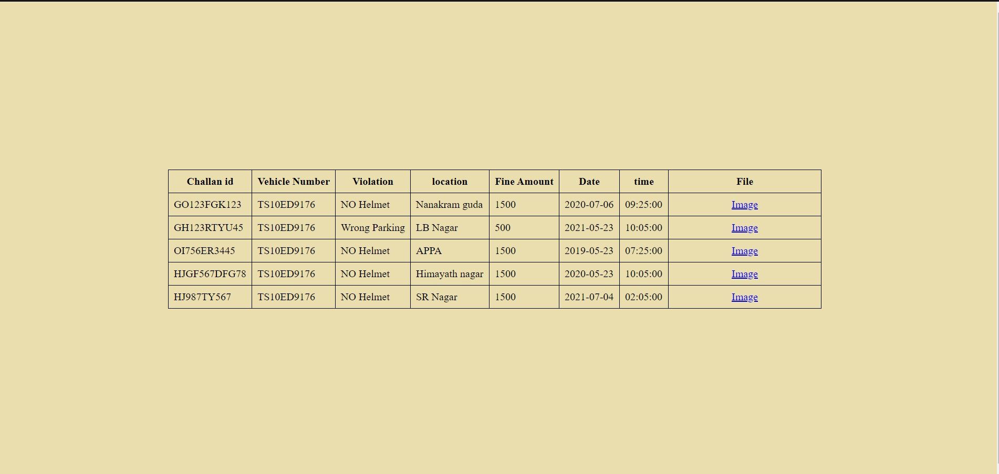 Challan id Vehicle Number Violation location Fine Amount Date time File
GO123FGK123 TS10ED9176 NO Helmet Nanakram guda 1500 2020-07-06 09:25:00 Image
GH123RTYU45 TS10ED9176 Wrong Parking LB Nagar 500 2021-05-23 10:05:00 Image
OI756ER3445 TS10ED9176 NO Helmet APPA 1500 2019-05-23 07:25:00 Image
HJGF567DFG78 TS10ED9176 NO Helmet Himayath nagar 1500 2020-05-23 10:05:00 Image
HJ987TY567 TS10ED9176 NO Helmet SR Nagar 1500 2021-07-04 02:05:00 Image